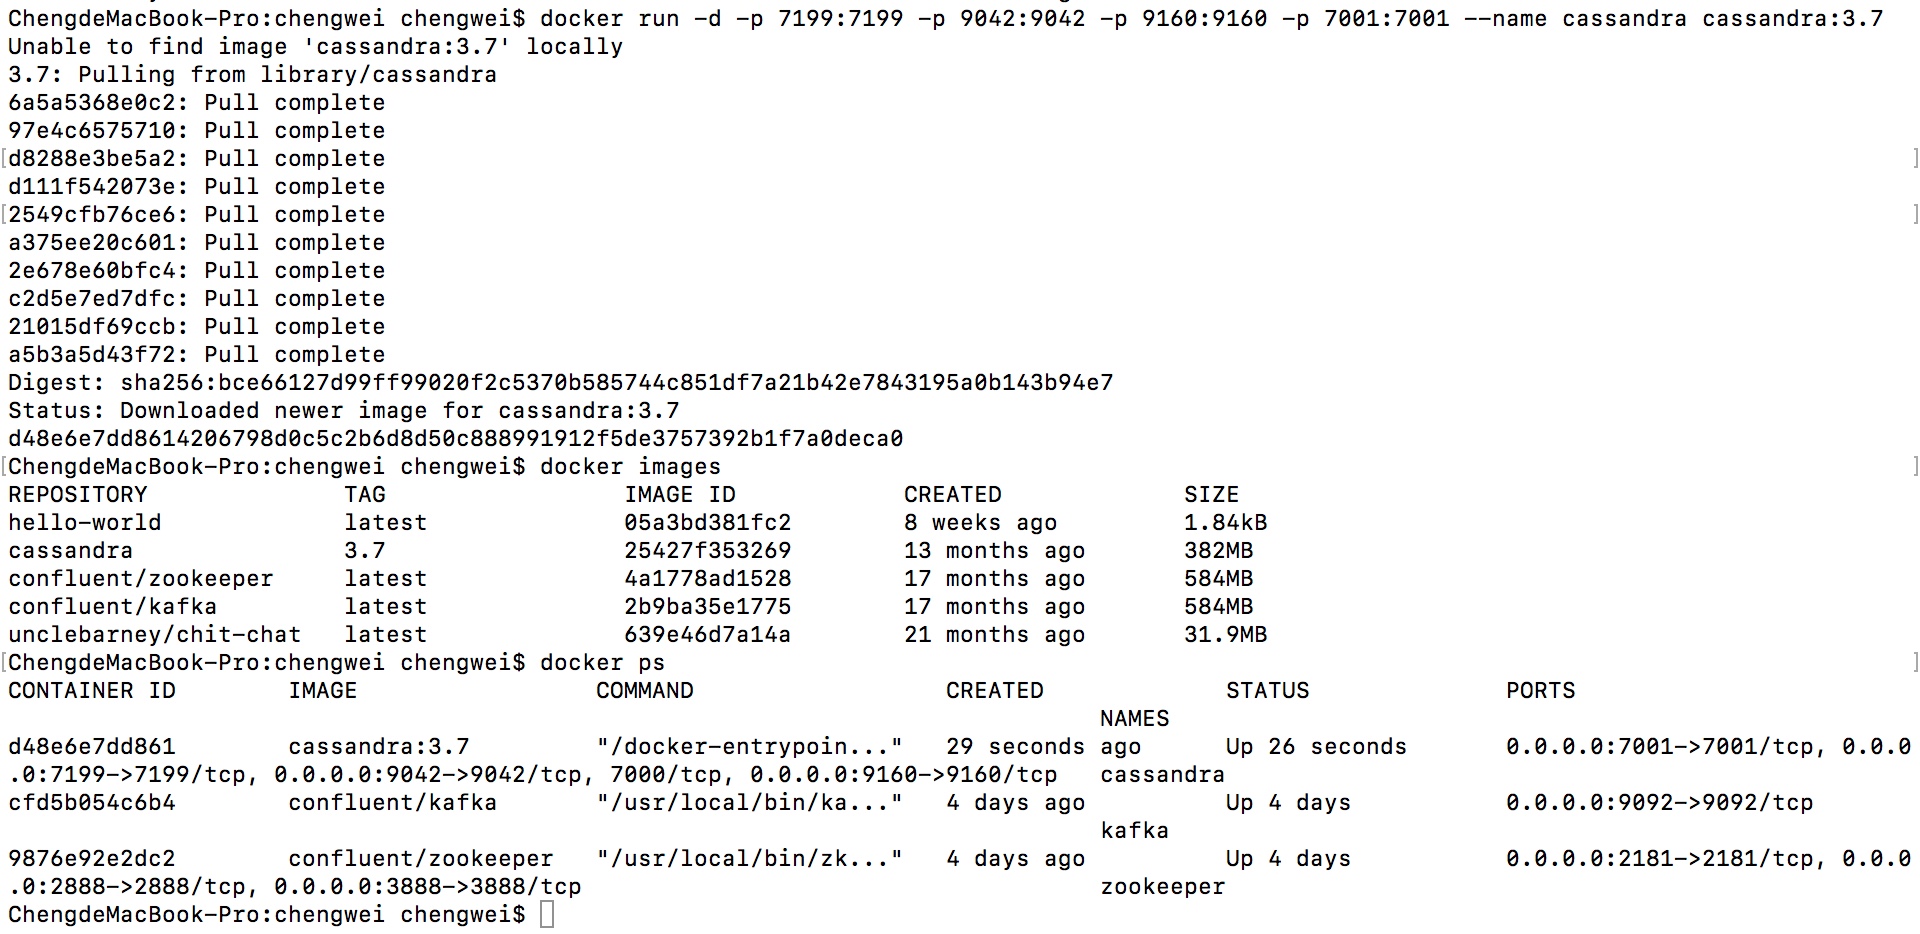 ChengdeMacBook-Pro:chengwei chengwei$ docker run -d -p 7199:7199 -p 9042:9042 -p 9160:9160 -p 7001:7001 --name cassandra cassandra:3.7
Unable to find image 'cassandra:3.7' locally
3.7: Pulling from library/cassandra
6a5a5368e0c2: Pull complete
97e4c6575710: Pull complete
[d8288e3be5a2: Pull complete ]
d111f542073e: Pull complete
[2549cfb76ce6: Pull complete ]
a375ee20c601: Pull complete
2e678e60bfc4: Pull complete
c2d5e7ed7dfc: Pull complete
21015df69ccb: Pull complete
a5b3a5d43f72: Pull complete
Digest: sha256:bce66127d99ff99020f2c5370b585744c851df7a21b42e7843195a0b143b94e7
Status: Downloaded newer image for cassandra:3.7
d48e6e7dd8614206798d0c5c2b6d8d50c888991912f5de3757392b1f7a0deca0
[ChengdeMacBook-Pro:chengwei chengwei$ docker images ]
REPOSITORY TAG IMAGE ID CREATED SIZE
hello-world latest 05a3bd381fc2 8 weeks ago 1.84kB
cassandra 3.7 25427f353269 13 months ago 382MB
confluent/zookeeper latest 4a1778ad1528 17 months ago 584MB
confluent/kafka latest 2b9ba35e1775 17 months ago 584MB
unclebarney/chit-chat latest 639e46d7a14a 21 months ago 31.9MB
[ChengdeMacBook-Pro:chengwei chengwei$ docker ps ]
CONTAINER ID IMAGE COMMAND CREATED STATUS PORTS
NAMES
d48e6e7dd861 cassandra:3.7 "/docker-entrypoin..." 29 seconds ago Up 26 seconds 0.0.0.0:7001->7001/tcp, 0.0.0
.0:7199->7199/tcp, 0.0.0.0:9042->9042/tcp, 7000/tcp, 0.0.0.0:9160->9160/tcp cassandra
cfd5b054c6b4 confluent/kafka "/usr/local/bin/ka..." 4 days ago Up 4 days 0.0.0.0:9092->9092/tcp
kafka
9876e92e2dc2 confluent/zookeeper "/usr/local/bin/zk..." 4 days ago Up 4 days 0.0.0.0:2181->2181/tcp, 0.0.0
.0:2888->2888/tcp, 0.0.0.0:3888->3888/tcp zookeeper
ChengdeMacBook-Pro:chengwei chengwei$